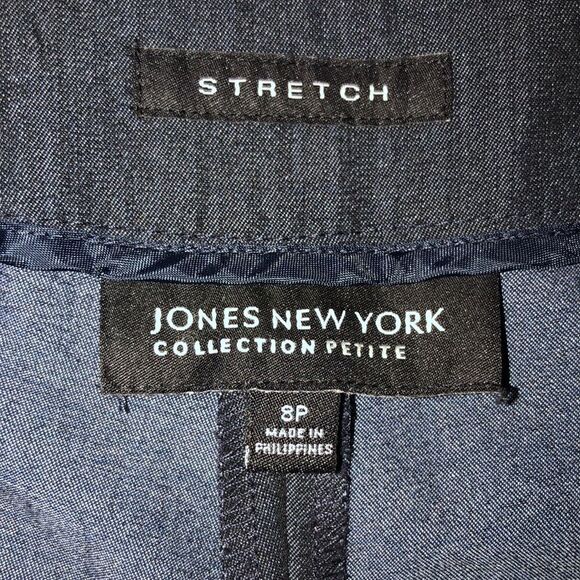 STRETCH
JONES NEW YORK
COLLECTION PETITE
8P
MADE IN
PHILIPPINES